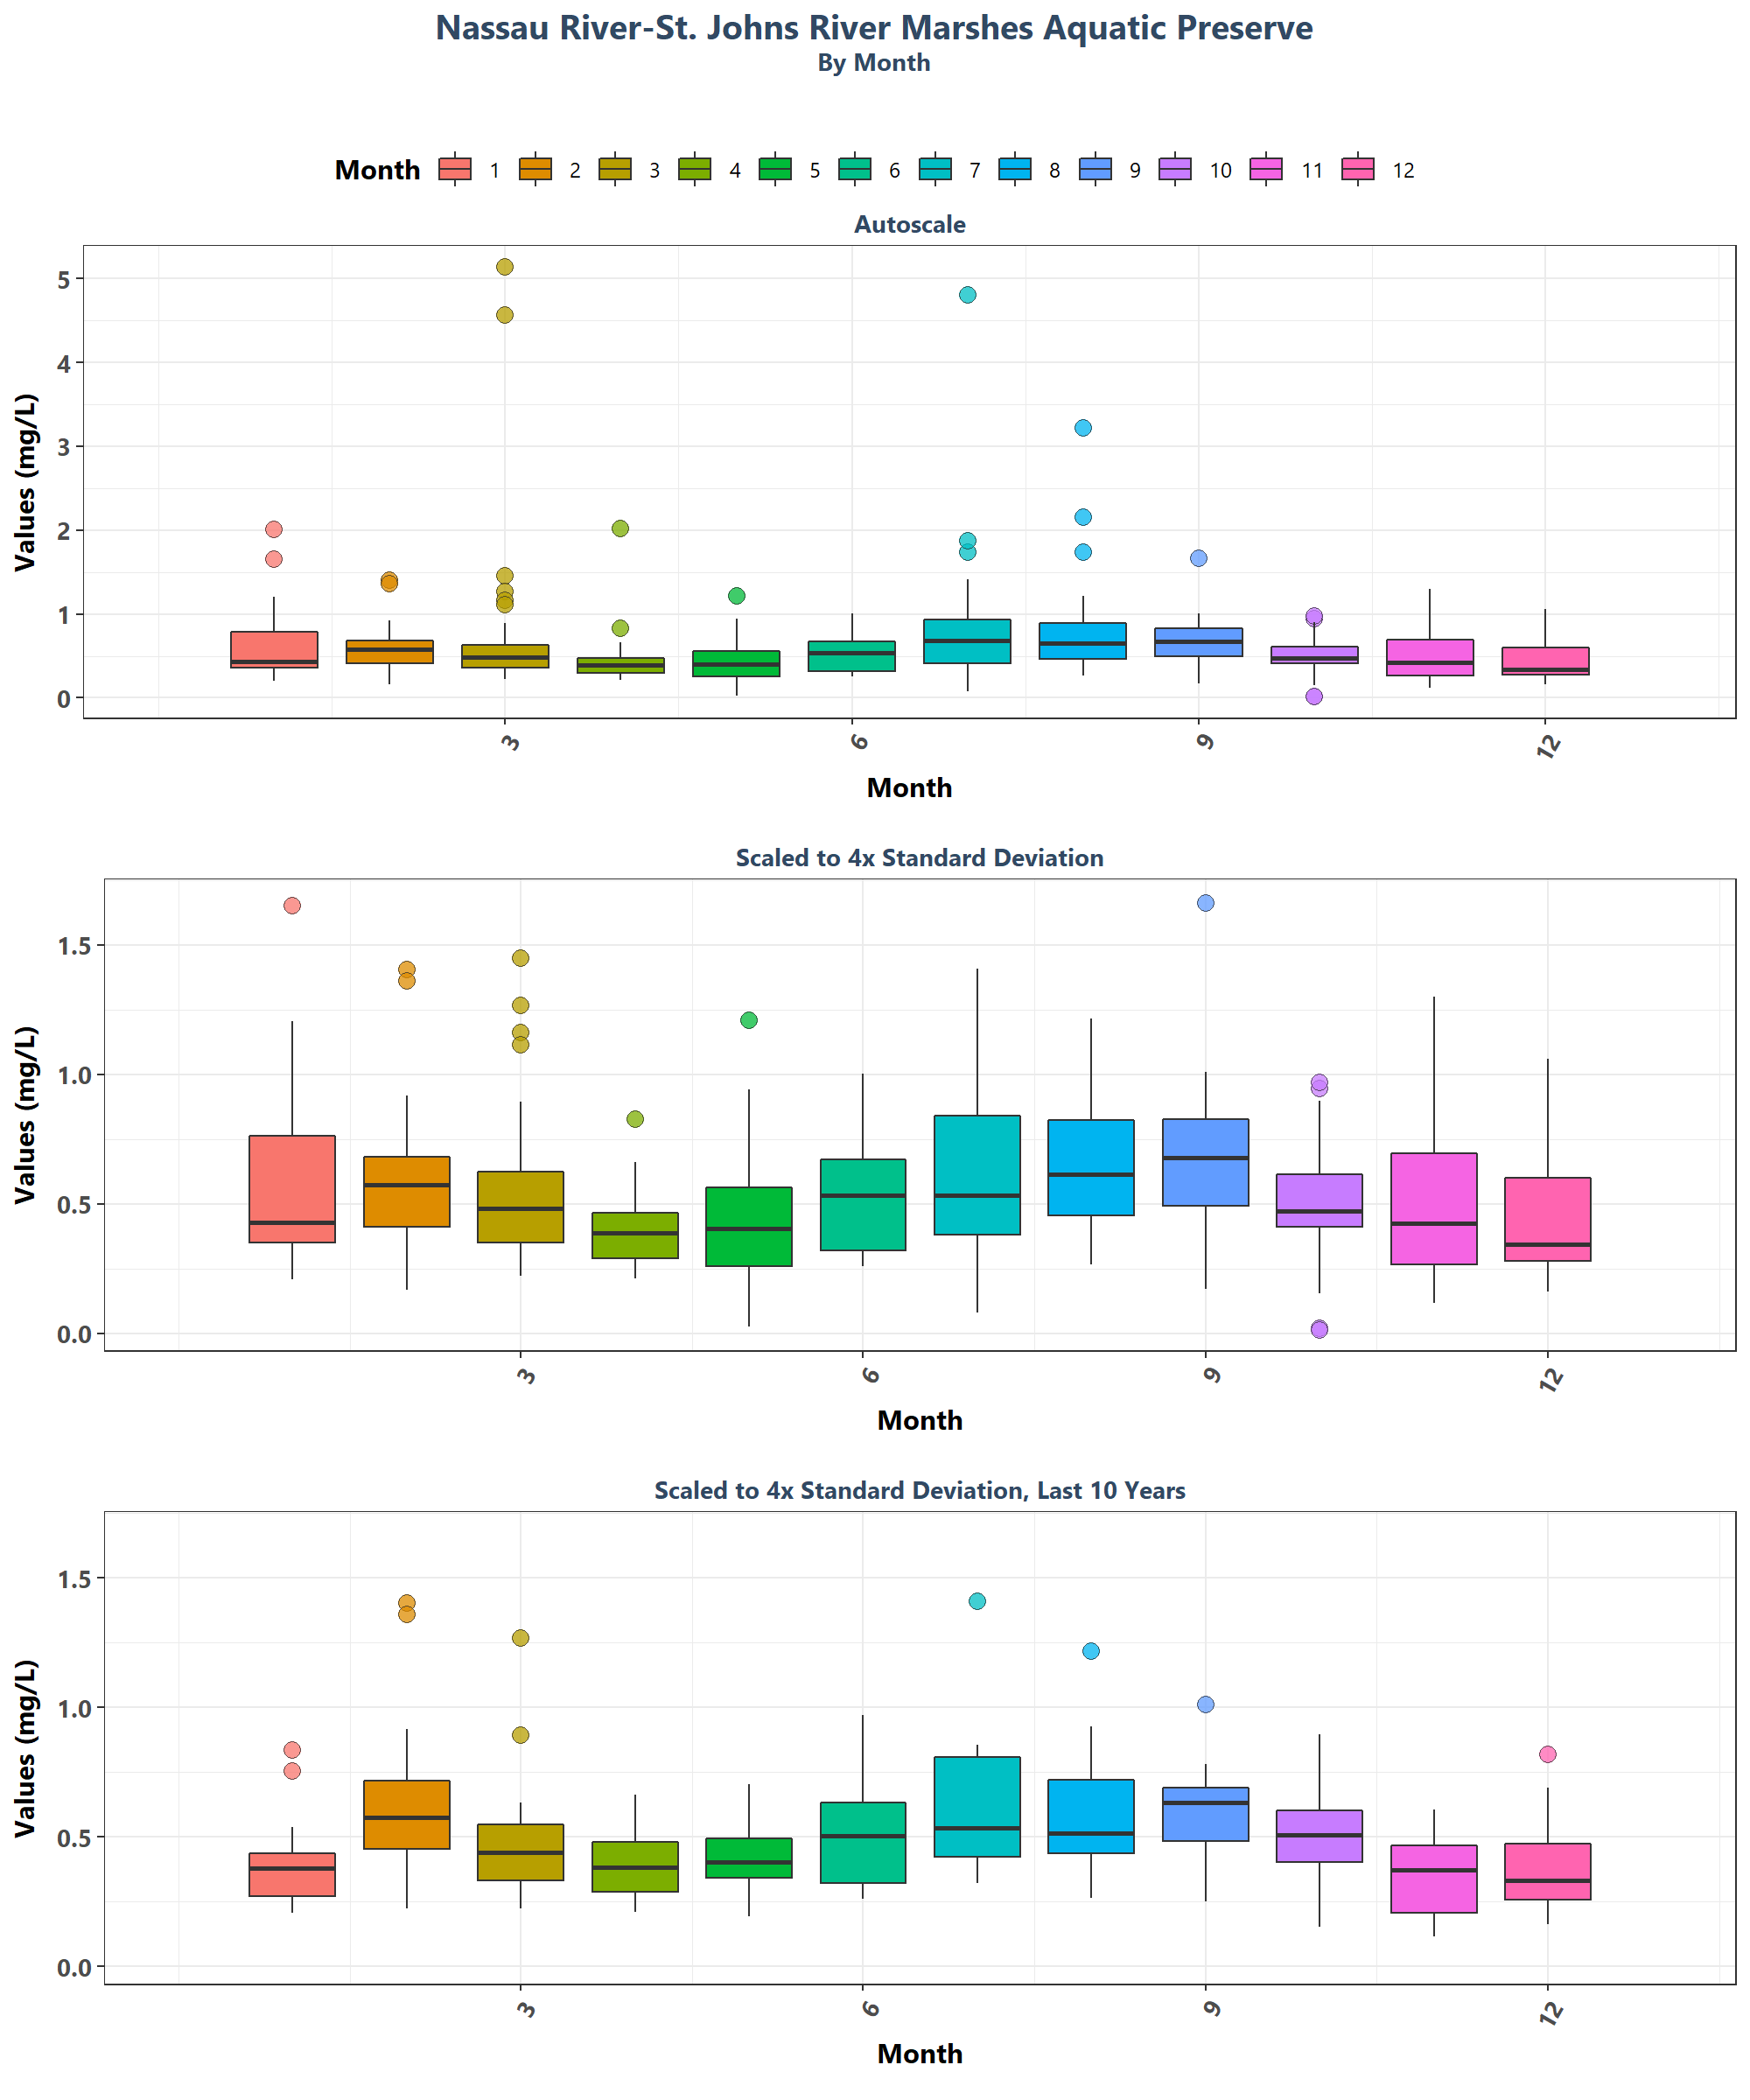 Nassau River-St. Johns River Marshes Aquatic Preserve
By Month
Month 1 2 3 4 5 6 7 8 9 10 11 12
Autoscale
Values (mg/L)
5
4
3
2
1
0
3 6 9 12
Month
Scaled to 4x Standard Deviation
Values (mg/L)
1.5
1.0
0.5
0.0
3 6 9 12
Month
Scaled to 4x Standard Deviation, Last 10 Years
Values (mg/L)
1.5
1.0
0.5
0.0
3 6 9 12
Month